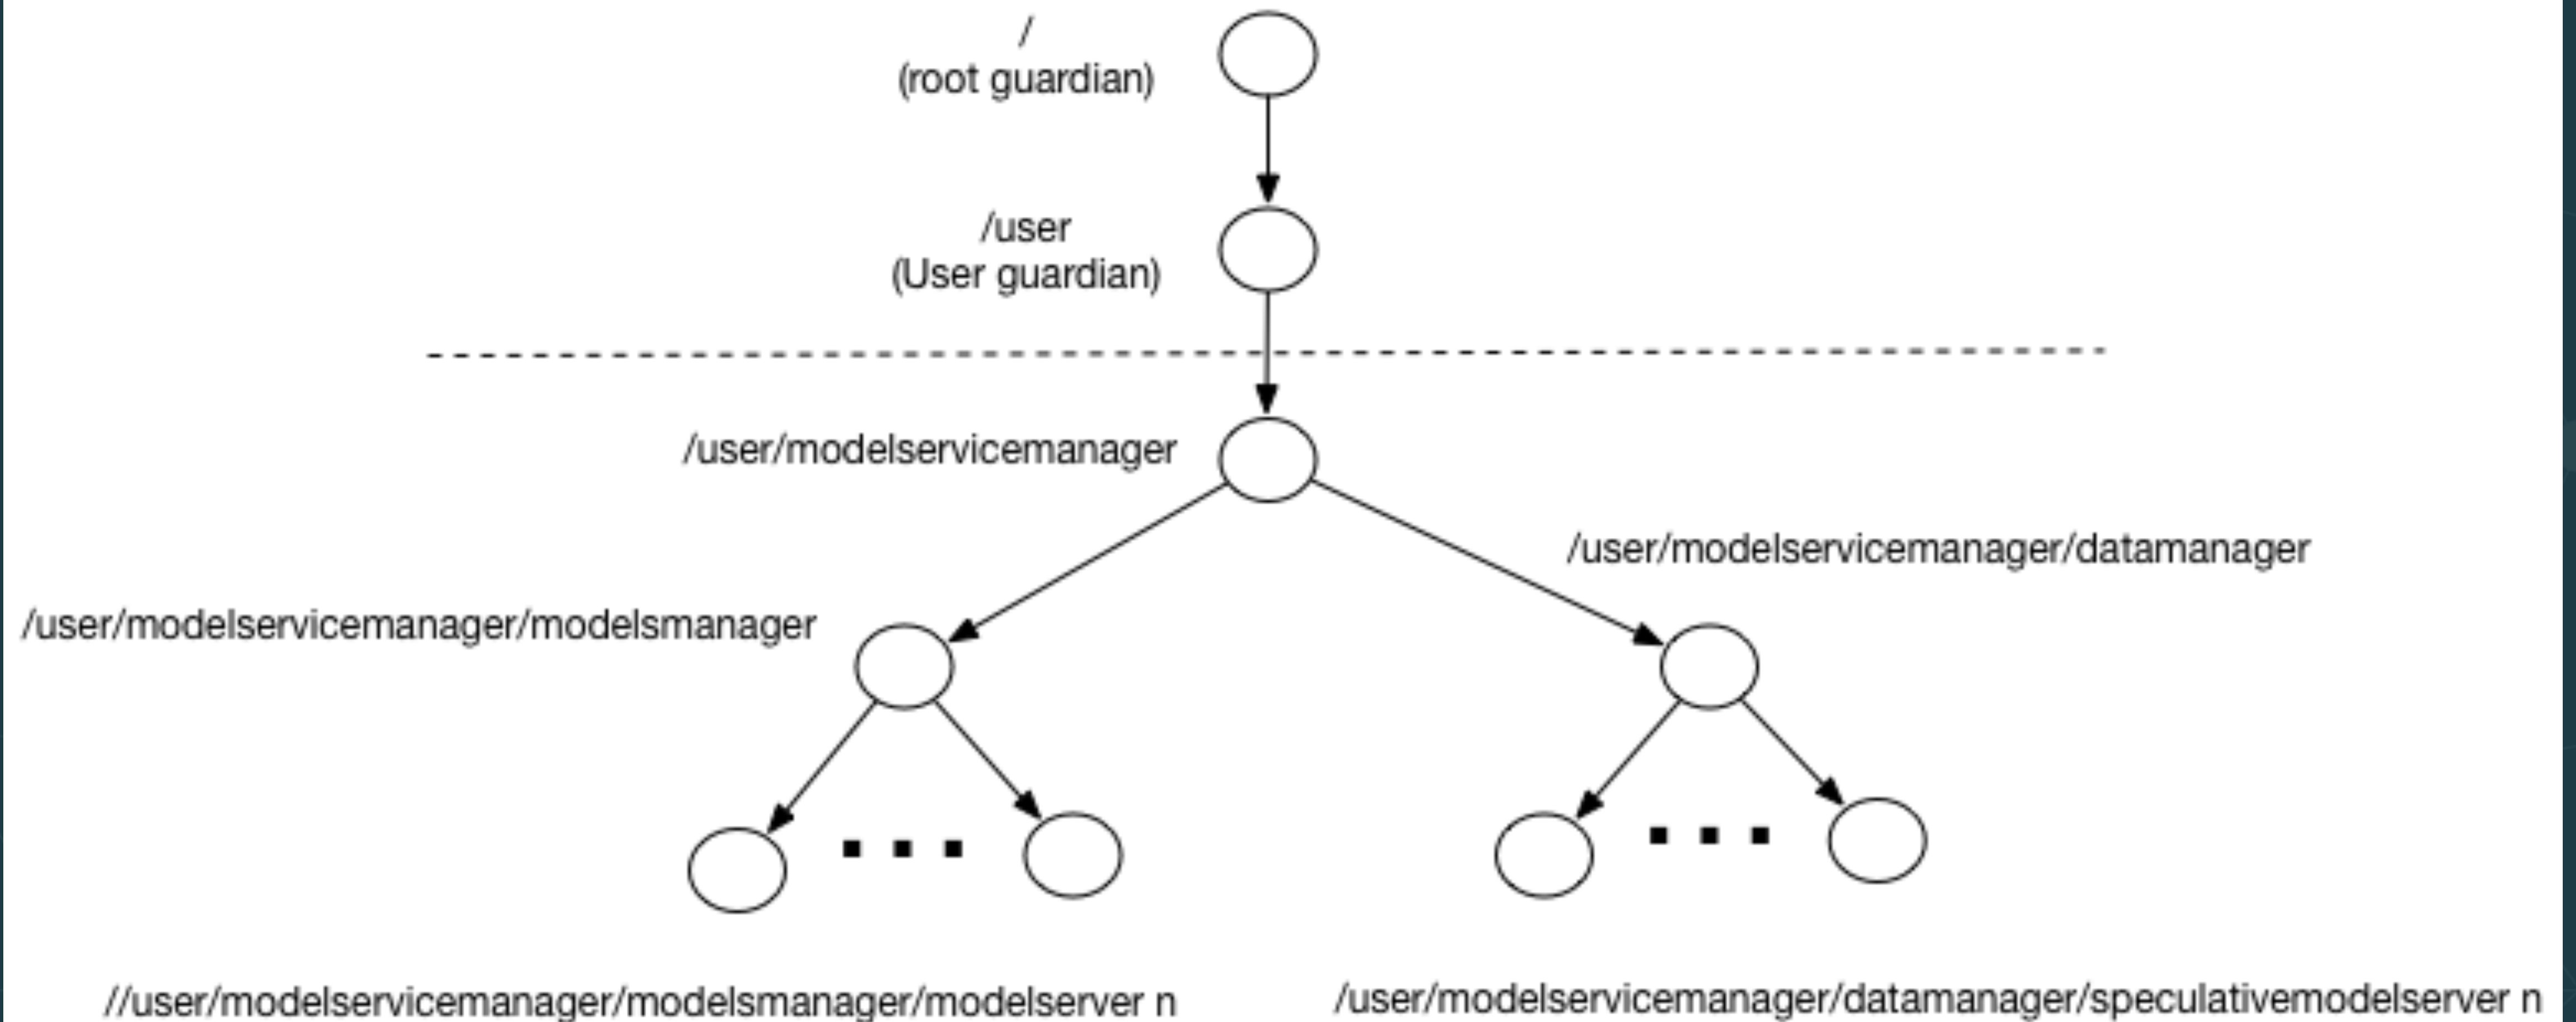 /
(root guardian)
/user
(User guardian)
/user/modelservicemanager
/user/modelservicemanager/datamanager
/user/modelservicemanager/modelsmanager
//user/modelservicemanager/modelsmanager/modelserver n
/user/modelservicemanager/datamanager/speculativemodelserver n